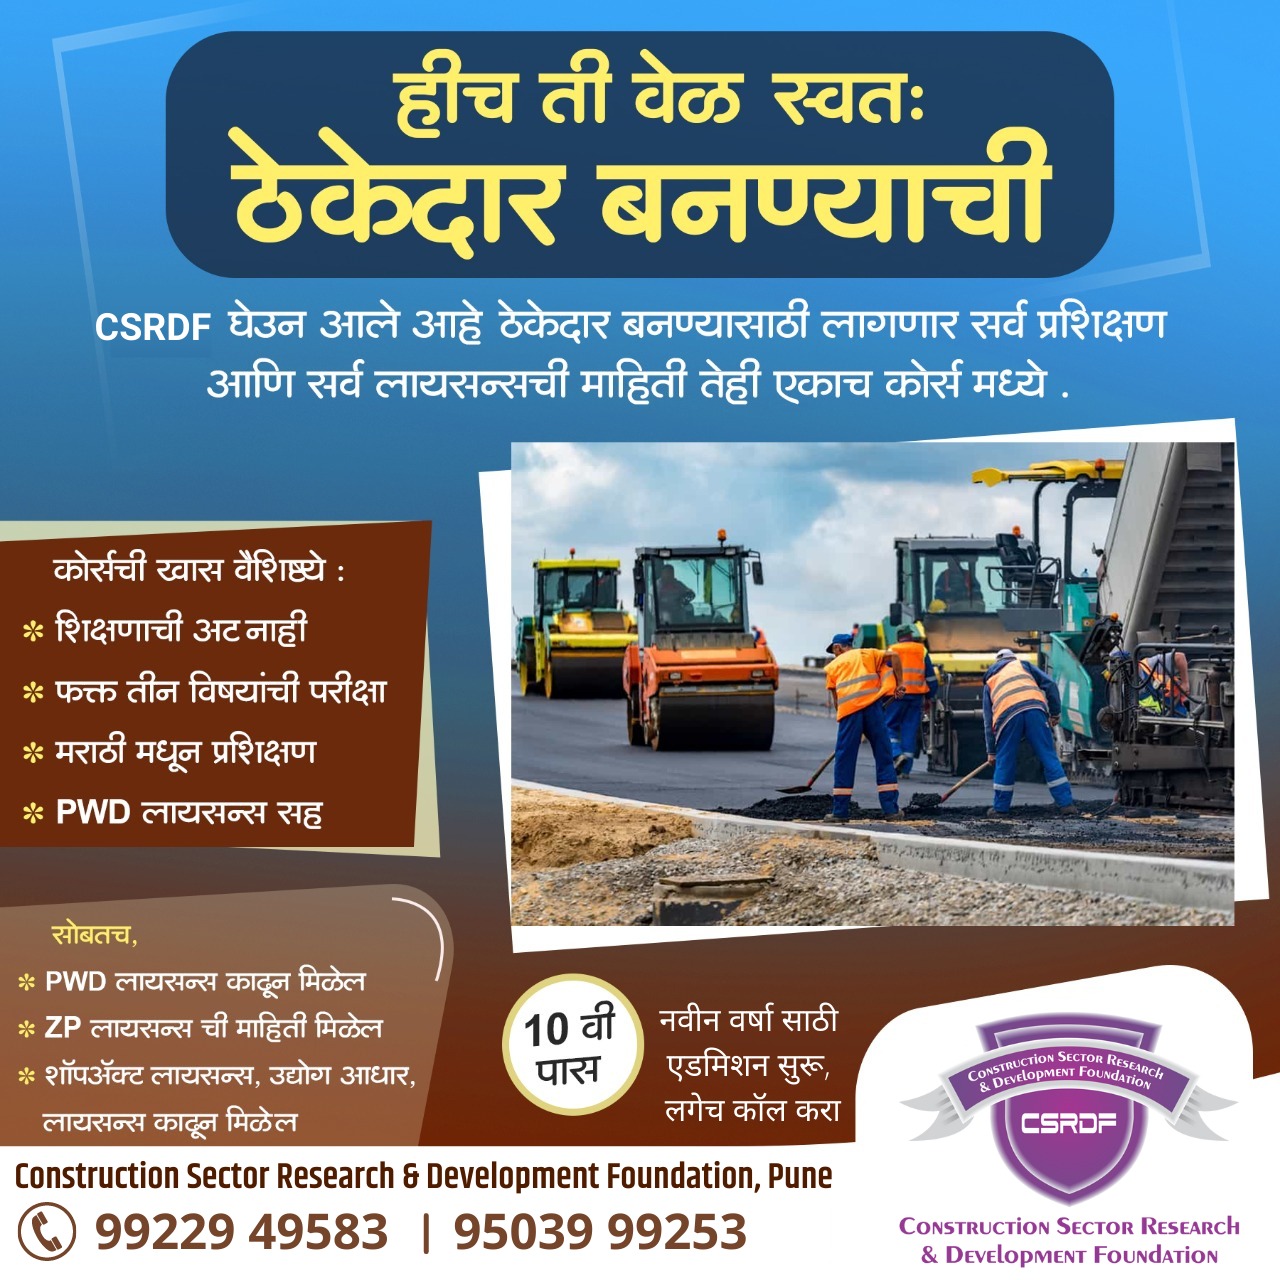 हीच ती वेळ स्वतः
ठेकेदार बनण्याची
CSRDF घेउन आले आहे ठेकेदार बनण्यासाठी लागणार सर्व प्रशिक्षण
आणि सर्व लायसन्सची माहिती तेही एकाच कोर्स मध्ये .
कोर्सची खास वैशिष्ट्ये :
✽ शिक्षणाची अट नाही
✽ फक्त तीन विषयांची परीक्षा
✽ मराठी मधून प्रशिक्षण
✽ PWD लायसन्स सह
सोबतच,
✽ PWD लायसन्स काढून मिळेल
✽ ZP लायसन्स ची माहिती मिळेल
✽ शॉपॲक्ट लायसन्स, उद्योग आधार,
लायसन्स काढून मिळेल
10 वी
पास
नवीन वर्षा साठी
एडमिशन सुरू,
लगेच कॉल करा
Construction Sector Research & Development Foundation, Pune
99229 49583 | 95039 99253
Construction Sector Research
& Development Foundation
CSRDF
Construction Sector Research
& Development Foundation